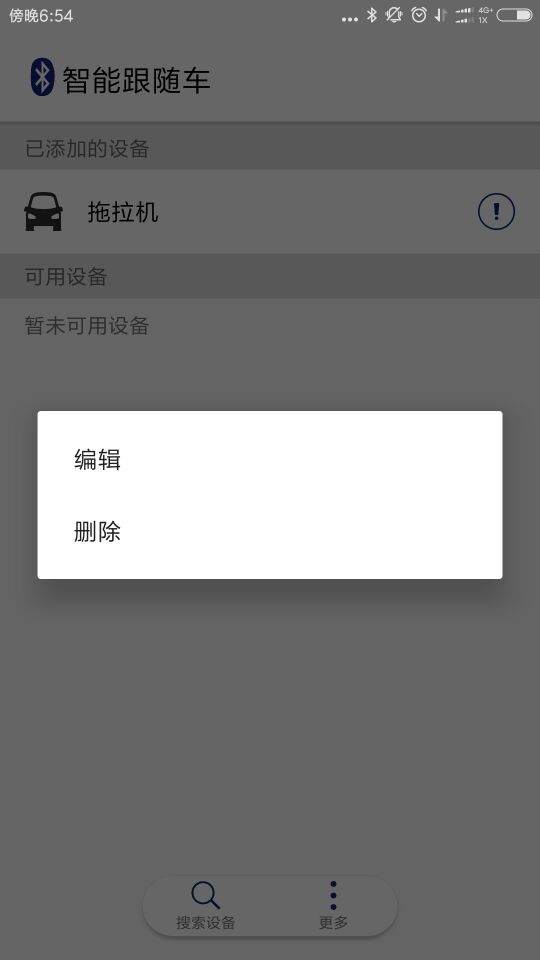 傍晚6:54
4G+
1X
智能跟随车
已添加的设备
拖拉机
可用设备
暂未可用设备
编辑
删除
搜索设备
更多